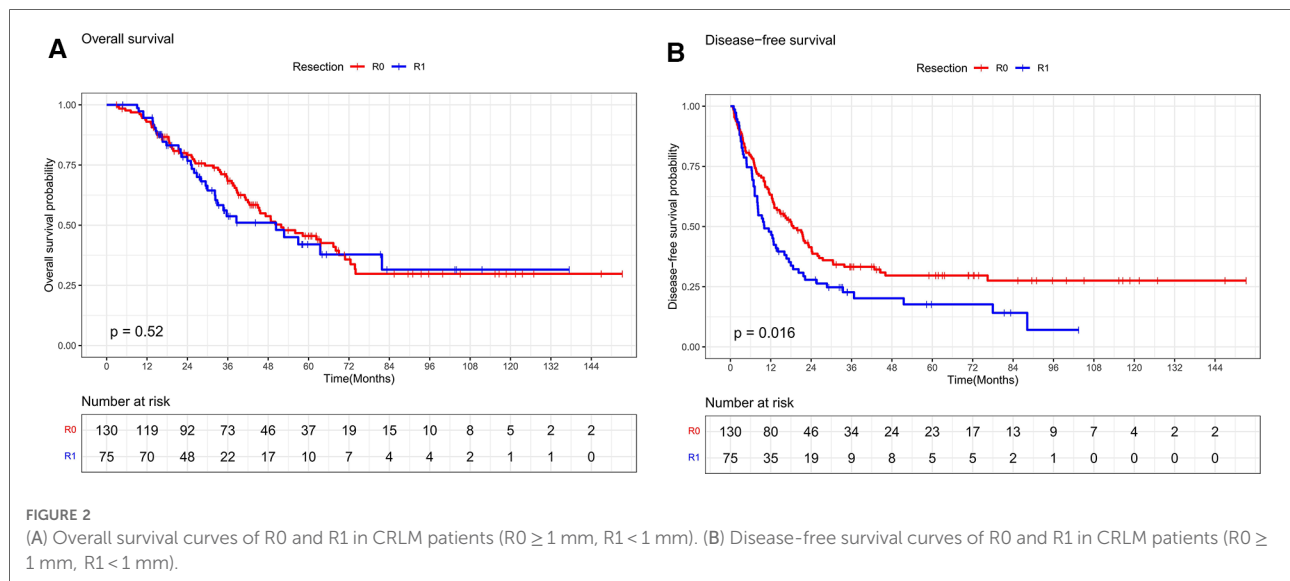 A
Overall survival
Resection R0 R1
Overall survival probability
1.00
0.75
0.50
0.25
0.00
p = 0.52
0 12 24 36 48 60 72 84 96 108 120 132 144
Time(Months)
Number at risk
R0 130 119 92 73 46 37 19 15 10 8 5 2 2
R1 75 70 48 22 17 10 7 4 4 2 1 1 0
B
Disease-free survival
Resection R0 R1
Disease-free survival probability
1.00
0.75
0.50
0.25
0.00
p = 0.016
0 12 24 36 48 60 72 84 96 108 120 132 144
Time(Months)
Number at risk
R0 130 80 46 34 24 23 17 13 9 7 4 2 2
R1 75 35 19 9 8 5 5 2 1 0 0 0 0
FIGURE 2
(A) Overall survival curves of R0 and R1 in CRLM patients (R0 ≥ 1 mm, R1 < 1 mm). (B) Disease-free survival curves of R0 and R1 in CRLM patients (R0 ≥
1 mm, R1 < 1 mm).